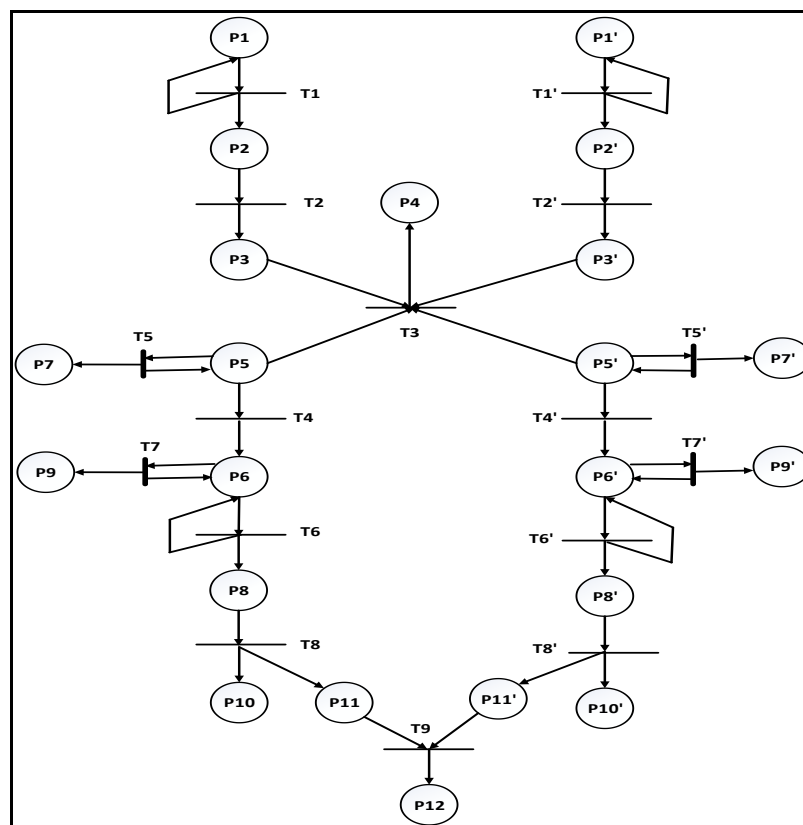 P1 P1'
T1 T1'
P2 P2'
T2 P4 T2'
P3 P3'
T3
T5 T5'
P7 P5 P5' P7'
T4 T4'
T7 T7'
P9 P6 P6' P9'
T6 T6'
P8 P8'
T8 T8'
P10 P11 P11' P10'
T9
P12